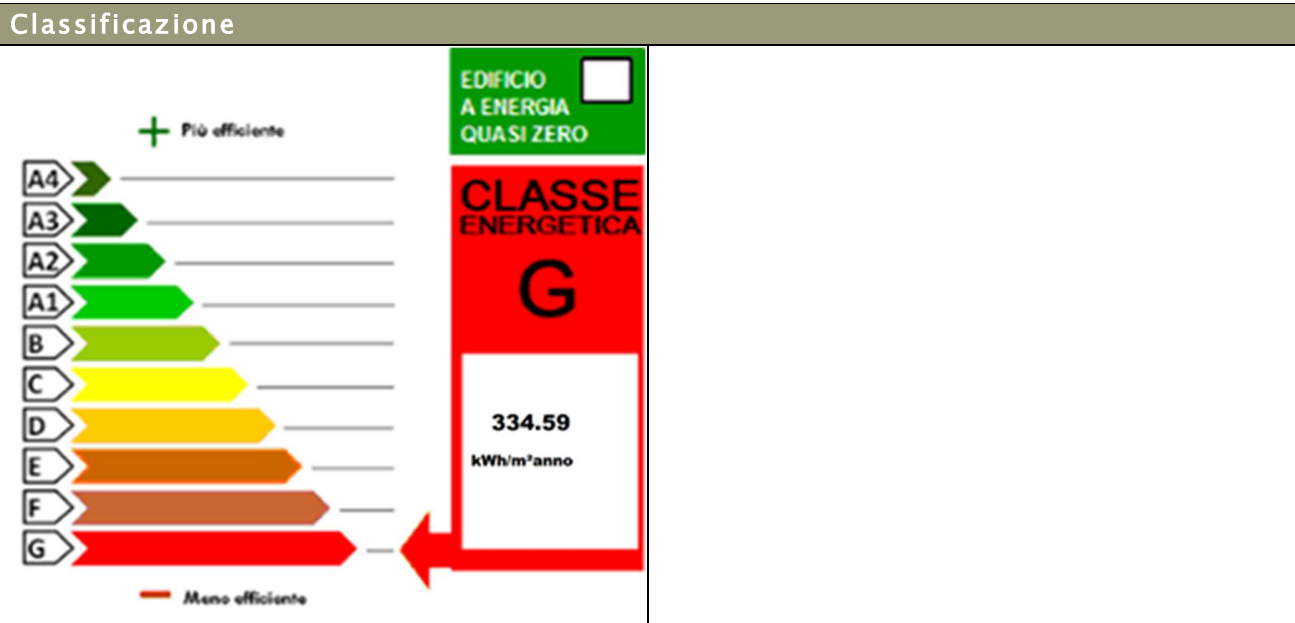 Classificazione
EDIFICIO
A ENERGIA
QUASI ZERO
Più efficiente
A4
A3
A2
A1
B
C
D
E
F
G
Meno efficiente
CLASSE
ENERGETICA
G
334.59
kWh/m²anno